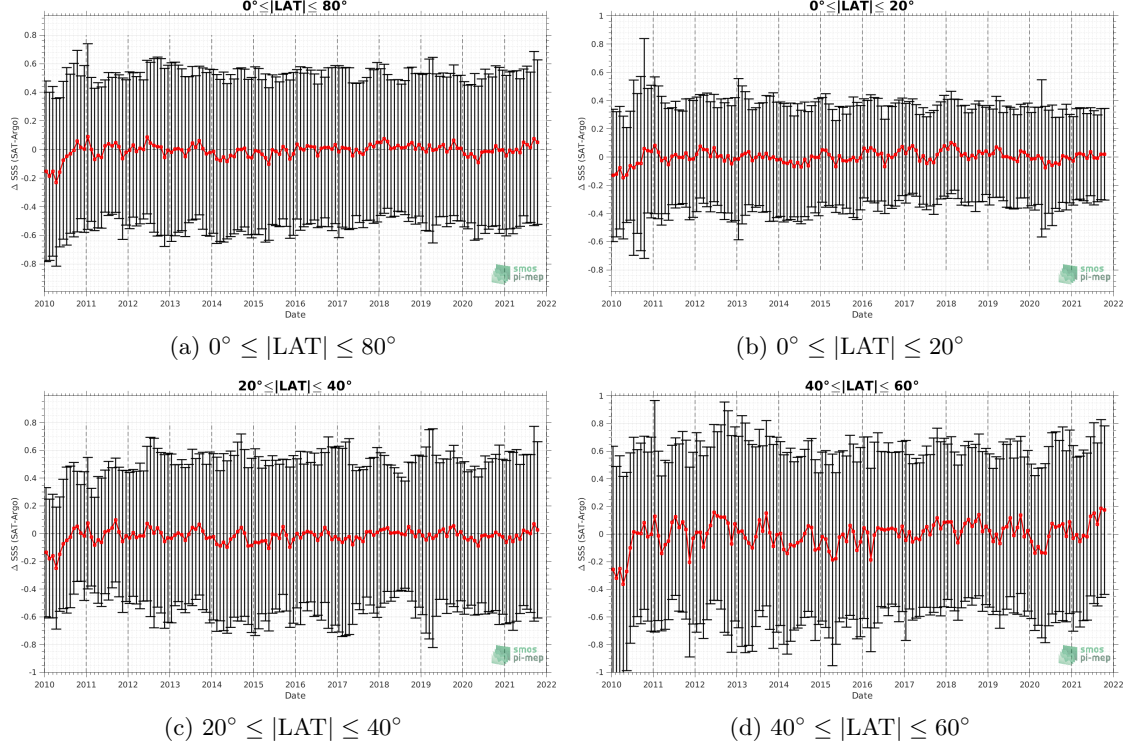 0°≤|LAT|≤ 80°
Δ SSS (SAT-Argo)
0.8
0.6
0.4
0.2
0
-0.2
-0.4
-0.6
-0.8
2010 2011 2012 2013 2014 2015 2016 2017 2018 2019 2020 2021 2022
Date
smos
pi-mep
(a) 0° ≤ |LAT| ≤ 80°
0°≤|LAT|≤ 20°
Δ SSS (SAT-Argo)
1
0.8
0.6
0.4
0.2
0
-0.2
-0.4
-0.6
-0.8
2010 2011 2012 2013 2014 2015 2016 2017 2018 2019 2020 2021 2022
Date
smos
pi-mep
(b) 0° ≤ |LAT| ≤ 20°
20°≤|LAT|≤ 40°
Δ SSS (SAT-Argo)
0.8
0.6
0.4
0.2
0
-0.2
-0.4
-0.6
-0.8
-1
2010 2011 2012 2013 2014 2015 2016 2017 2018 2019 2020 2021 2022
Date
smos
pi-mep
(c) 20° ≤ |LAT| ≤ 40°
40°≤|LAT|≤ 60°
Δ SSS (SAT-Argo)
1
0.8
0.6
0.4
0.2
0
-0.2
-0.4
-0.6
-0.8
-1
2010 2011 2012 2013 2014 2015 2016 2017 2018 2019 2020 2021 2022
Date
smos
pi-mep
(d) 40° ≤ |LAT| ≤ 60°